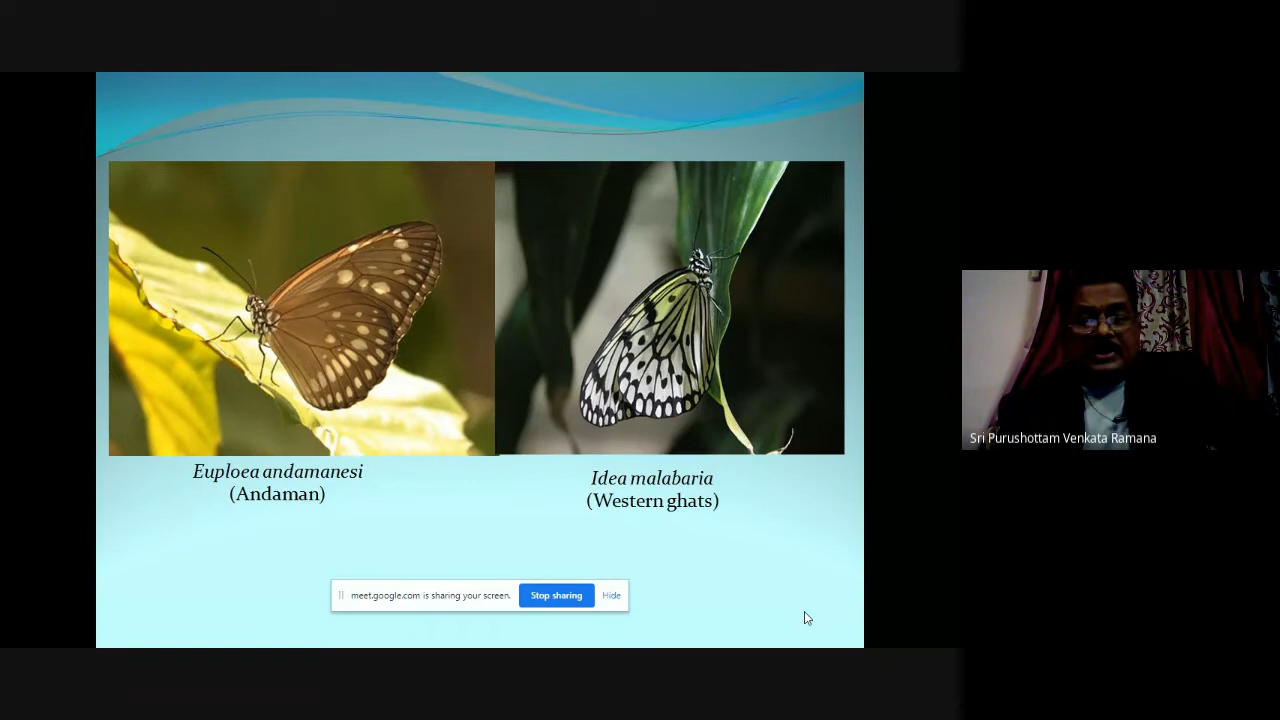 Euploea andamanesi
(Andaman)
Idea malabaria
(Western ghats)
meet.google.com is sharing your screen.
Stop sharing
Hide
Sri Purushottam Venkata Ramana